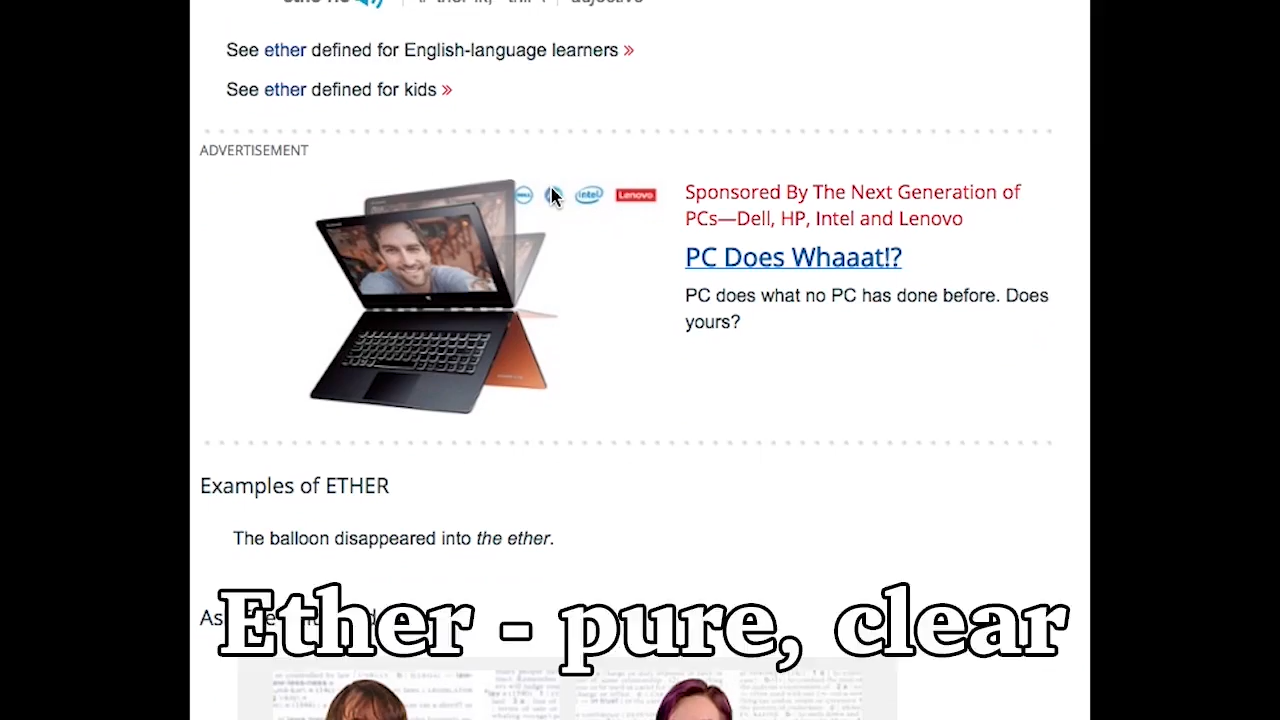 See ether defined for English-language learners »
See ether defined for kids »
ADVERTISEMENT
DELL
intel
Lenovo
Sponsored By The Next Generation of
PCs—Dell, HP, Intel and Lenovo
PC Does Whaaat!?
PC does what no PC has done before. Does
yours?
Examples of ETHER
The balloon disappeared into the ether.
Ether - pure, clear